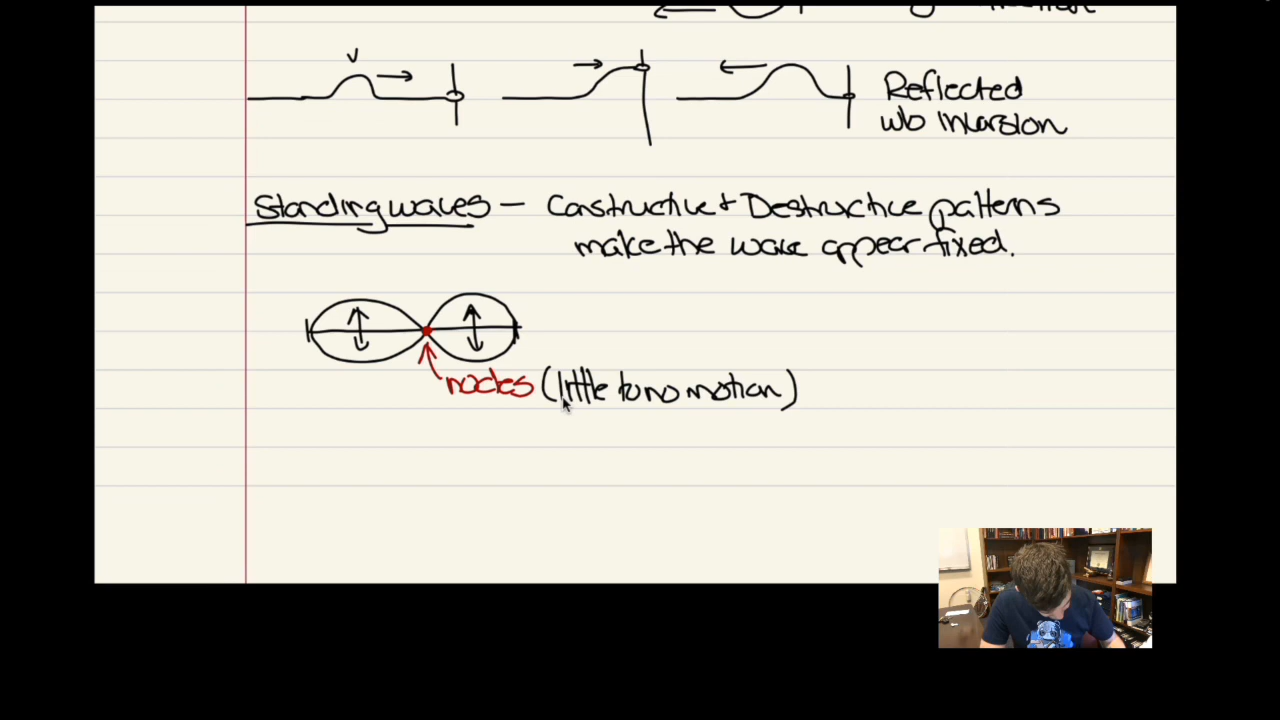 v
Reflected
w/o Inversion
Standing waves - Constructive + Destructive patterns
make the wave appear fixed.
nodes (little to no motion)